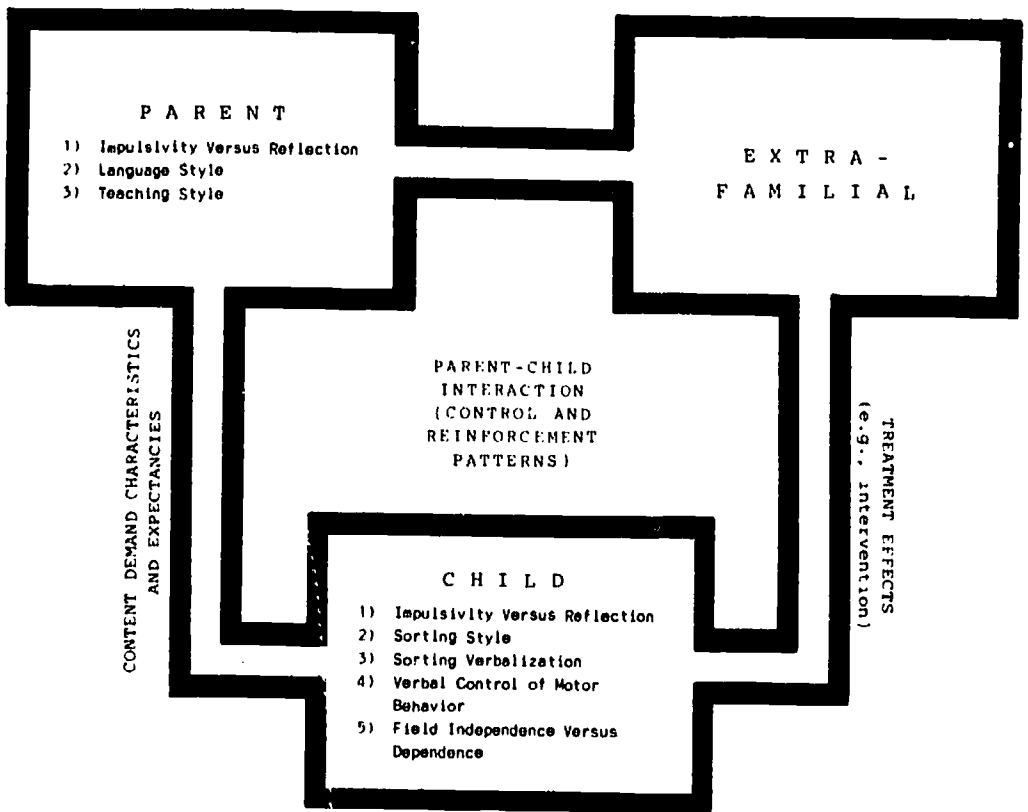 P A R E N T
1) Impulsivity Versus Reflection
2) Language Style
3) Teaching Style
E X T R A -
F A M I L I A L
CONTENT DEMAND CHARACTERISTICS
AND EXPECTANCIES
PARENT-CHILD
INTERACTION
(CONTROL AND
REINFORCEMENT
PATTERNS)
TREATMENT EFFECTS
(e.g., intervention)
C H I L D
1) Impulsivity Versus Reflection
2) Sorting Style
3) Sorting Verbalization
4) Verbal Control of Motor
Behavior
5) Field Independence Versus
Dependence